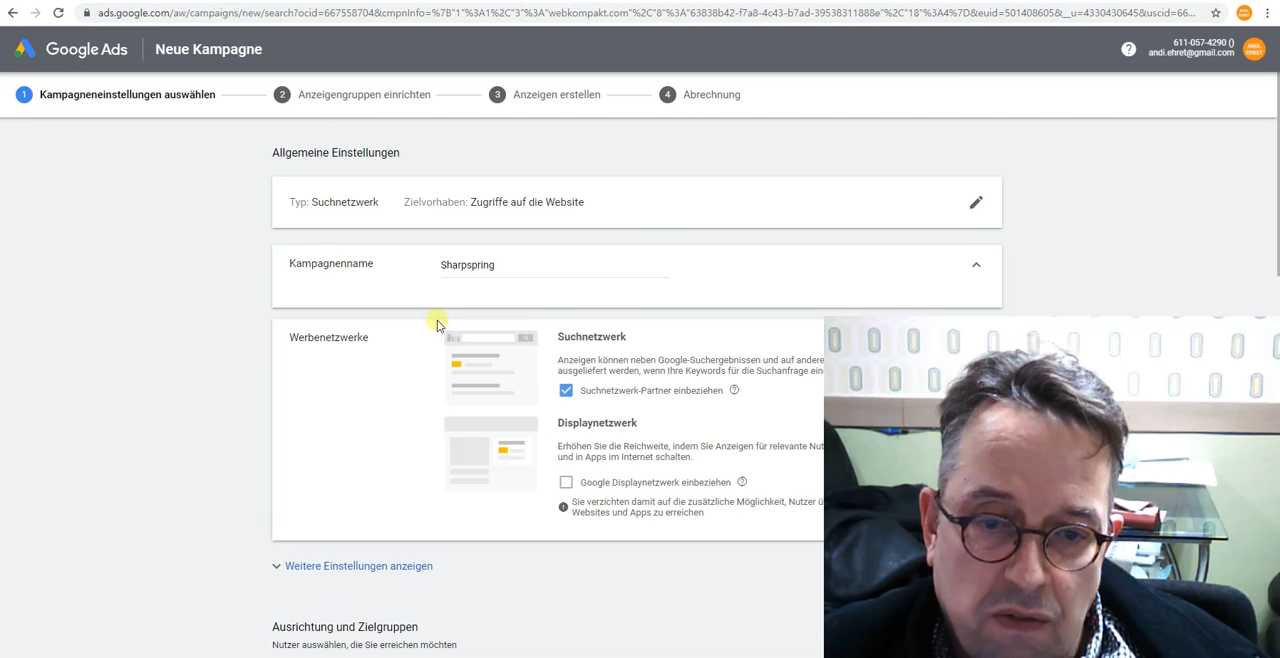 ads.google.com/aw/campaigns/new/search?ocid=667558704&cmpnInfo=%7B"1"%3A1%2C"3"%3A"webkompakt.com"%2C"8"%3A"63838b42-f7a8-4c43-b7ad-39538311888e"%2C"18"%3A4%7D&euid=501408605&__u=4330430645&uscid=66...
Google Ads
Neue Kampagne
611-057-4290 ()
andi.ehret@gmail.com
1 Kampagneneinstellungen auswählen
2 Anzeigengruppen einrichten
3 Anzeigen erstellen
4 Abrechnung
Allgemeine Einstellungen
Typ: Suchnetzwerk
Zielvorhaben: Zugriffe auf die Website
Kampagnenname
Sharpspring
Werbenetzwerke
Suchnetzwerk
Anzeigen können neben Google-Suchergebnissen und auf andere
ausgeliefert werden, wenn Ihre Keywords für die Suchanfrage ein
Suchnetzwerk-Partner einbeziehen
Displaynetzwerk
Erhöhen Sie die Reichweite, indem Sie Anzeigen für relevante Nut
und in Apps im Internet schalten.
Google Displaynetzwerk einbeziehen
Sie verzichten damit auf die zusätzliche Möglichkeit, Nutzer ü
Websites und Apps zu erreichen
Weitere Einstellungen anzeigen
Ausrichtung und Zielgruppen
Nutzer auswählen, die Sie erreichen möchten